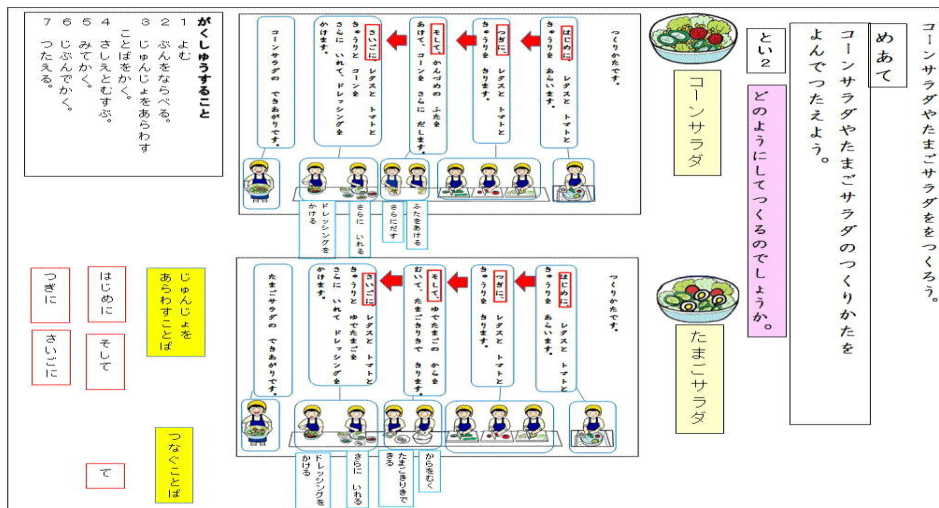 コーンサラダやたまごサラダををつくろう。
めあて
コーンサラダやたまごサラダのつくりかたを
よんでつたえよう。
とい2
どのようにしてつくるのでしょうか。
コーンサラダ
つくりかたです。
はじめに、レタスと トマトと
きゅうりを あらいます。
つぎに、レタスと トマトと
きゅうりを きります。
そして、かんづめの ふたを
あけて、コーンを さらに だします。
さいごに、レタスと トマトと
きゅうりと コーンを
さらに いれて、ドレッシングを
かけます。
コーンサラダの できあがりです。
ふたをあける
さらにだす
さらに いれる
ドレッシングを
かける
たまごサラダ
つくりかたです。
はじめに、レタスと トマトと
きゅうりを あらいます。
つぎに、レタスと トマトと
きゅうりを きります。
そして、ゆでたまごの からを
むいて、たまごきりきで きります。
さいごに、レタスと トマトと
きゅうりと ゆでたまごを
さらに いれて ドレッシングを
かけます。
たまごサラダの できあがりです。
からをむく
たまごきりきで
きる
さらに いれる
ドレッシングを
かける
がくしゅうすること
1 よむ
2 ぶんをならべる。
3 じゅんじょをあらわす
ことばをかく。
4 さしえとむすぶ。
5 みてかく。
6 じぶんでかく。
7 つたえる。
じゅんじょを
あらわすことば
はじめに
そして
つぎに
さいごに
つなぐことば
て